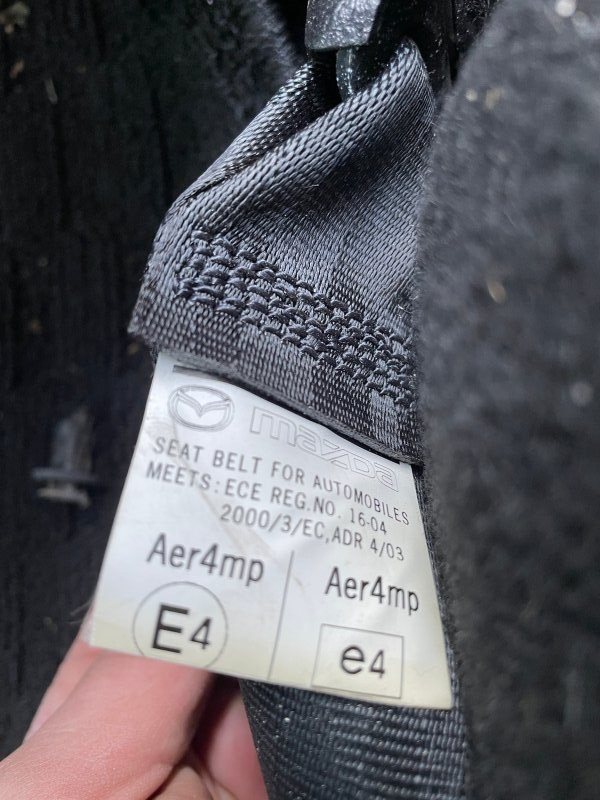 mazda
SEAT BELT FOR AUTOMOBILES
MEETS:ECE REG.NO. 16-04
2000/3/EC,ADR 4/03
Aer4mp
Aer4mp
E4
e4